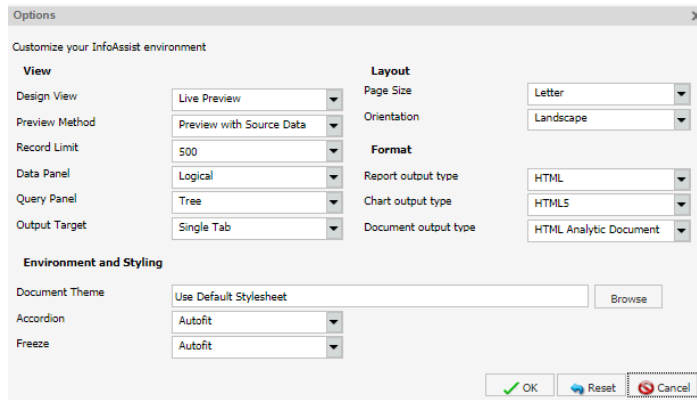 Options
Customize your InfoAssist environment
View
Design View Live Preview
Preview Method Preview with Source Data
Record Limit 500
Data Panel Logical
Query Panel Tree
Output Target Single Tab
Layout
Page Size Letter
Orientation Landscape
Format
Report output type HTML
Chart output type HTML5
Document output type HTML Analytic Document
Environment and Styling
Document Theme Use Default Stylesheet Browse
Accordion Autofit
Freeze Autofit
OK Reset Cancel